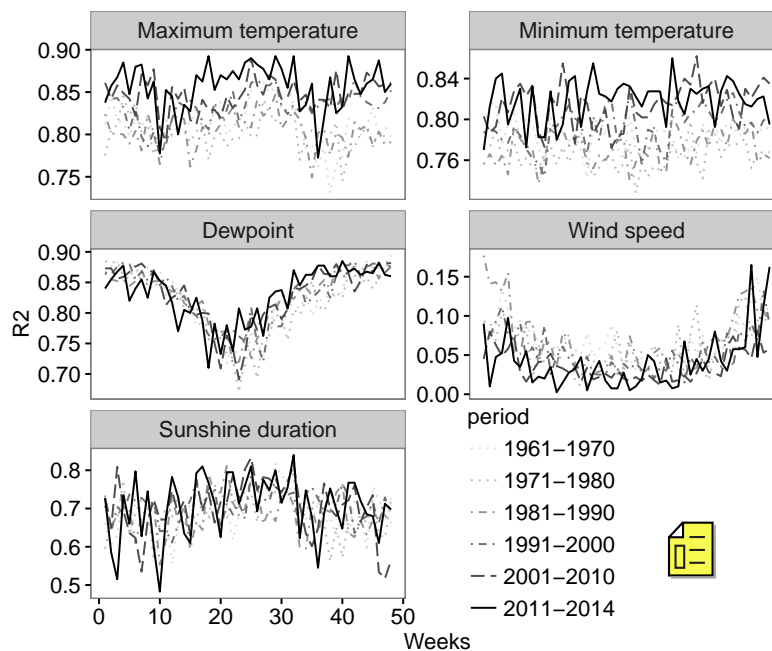 Maximum temperature
Minimum temperature
0.90
0.85
0.80
0.75
0.84
0.80
0.76
Dewpoint
Wind speed
0.90
0.85
0.80
0.75
0.70
0.15
0.10
0.05
0.00
R2
Sunshine duration
0.8
0.7
0.6
0.5
0 10 20 30 40 50
Weeks
period
1961−1970
1971−1980
1981−1990
1991−2000
2001−2010
2011−2014